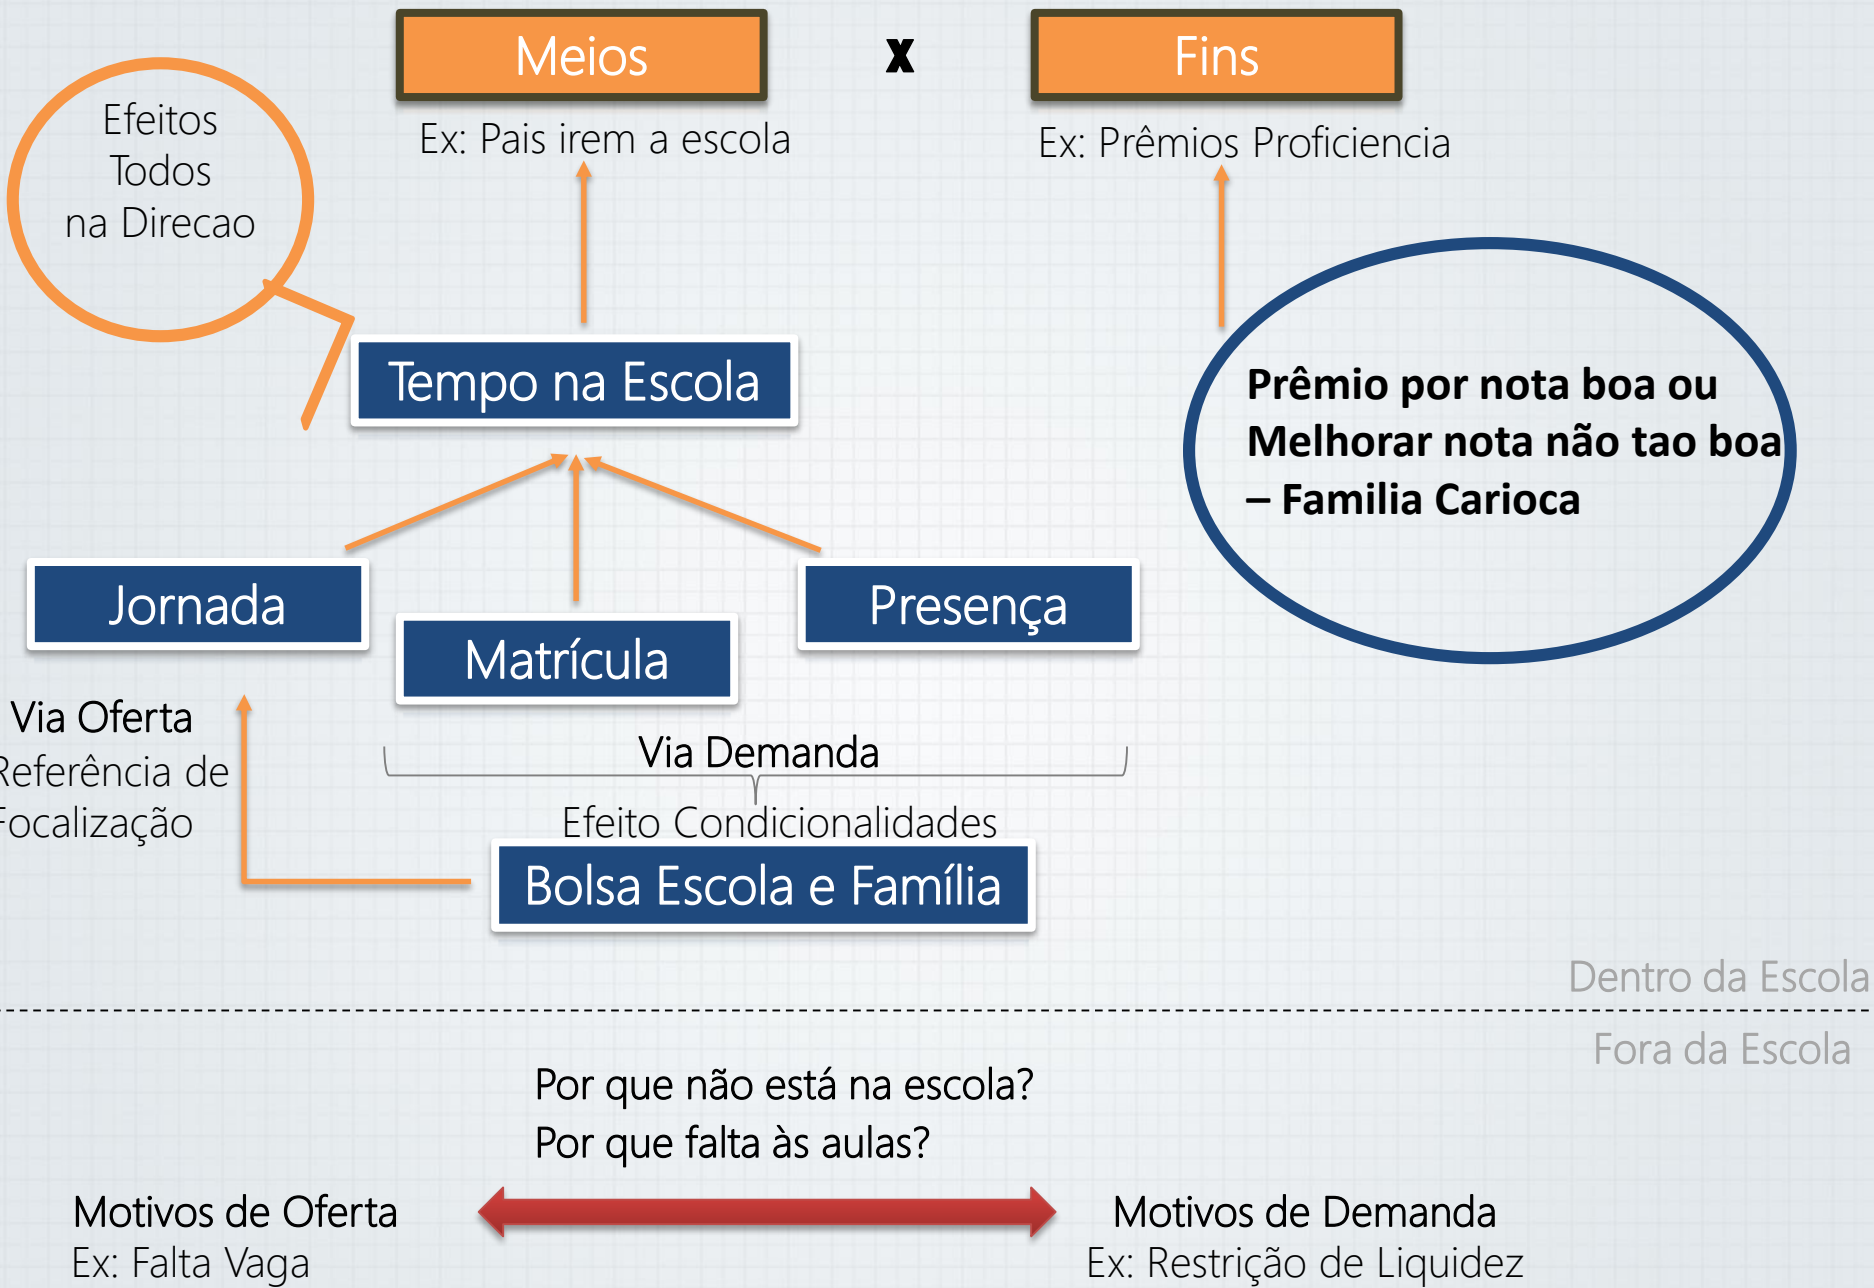 Meios
X
Fins
Efeitos
Todos
na Direcao
Ex: Pais irem a escola
Ex: Prêmios Proficiencia
Tempo na Escola
Prêmio por nota boa ou
Melhorar nota não tao boa
– Familia Carioca
Jornada
Matrícula
Presença
Via Oferta
Referência de
Focalização
Via Demanda
Efeito Condicionalidades
Bolsa Escola e Família
Dentro da Escola
Fora da Escola
Por que não está na escola?
Por que falta às aulas?
Motivos de Oferta
Ex: Falta Vaga
Motivos de Demanda
Ex: Restrição de Liquidez